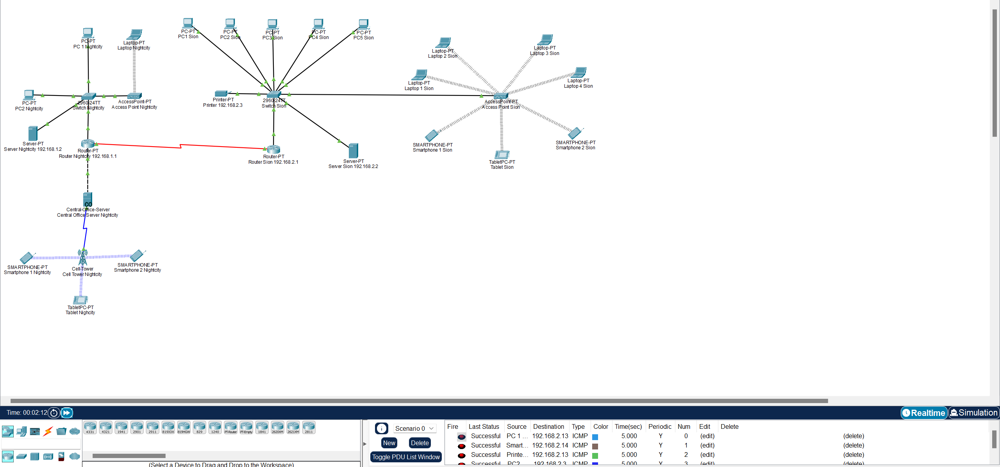 PC-PT
PC 1 Nightcity
Laptop-PT
Laptop Nightcity
PC-PT
PC1 Sion
PC-PT
PC2 Sion
PC-PT
PC3 Sion
PC-PT
PC4 Sion
PC-PT
PC5 Sion
Laptop-PT
Laptop 2 Sion
Laptop-PT
Laptop 3 Sion
Laptop-PT
Laptop 1 Sion
Laptop-PT
Laptop 4 Sion
PC-PT
PC2 Nightcity
2960-24TT
Switch Nightcity
AccessPoint-PT
Access Point Nightcity
Printer-PT
Printer 192.168.2.3
2960-24TT
Switch Sion
AccessPoint-PT
Access Point Sion
Server-PT
Server Nightcity 192.168.1.2
Router-PT
Router Nightcity 192.168.1.1
Router-PT
Router Sion 192.168.2.1
Server-PT
Server Sion 192.168.2.2
SMARTPHONE-PT
Smartphone 1 Sion
TabletPC-PT
Tablet Sion
SMARTPHONE-PT
Smartphone 2 Sion
CO
Central-Office-Server
Central Office Server Nightcity
SMARTPHONE-PT
Smartphone 1 Nightcity
Cell-Tower
Cell Tower Nightcity
SMARTPHONE-PT
Smartphone 2 Nightcity
TabletPC-PT
Tablet Nighcity
Time: 00:02:12
Realtime
Simulation
4331 4321 1941 2901 2911 819IOX 819HGW 829 1240 PT-Router PT-Empty 1841 2620XM 2621XM 2811
(Select a Device to Drag and Drop to the Workspace)
Scenario 0
New
Delete
Toggle PDU List Window
Fire Last Status Source Destination Type Color Time(sec) Periodic Num Edit Delete
Successful PC 1 ... 192.168.2.13 ICMP 5.000 Y 0 (edit) (delete)
Successful Smart... 192.168.2.14 ICMP 5.000 Y 1 (edit) (delete)
Successful Printe... 192.168.2.13 ICMP 5.000 Y 2 (edit) (delete)
Successful PC2 192.168.2.3 ICMP 5.000 Y 3 (edit) (delete)